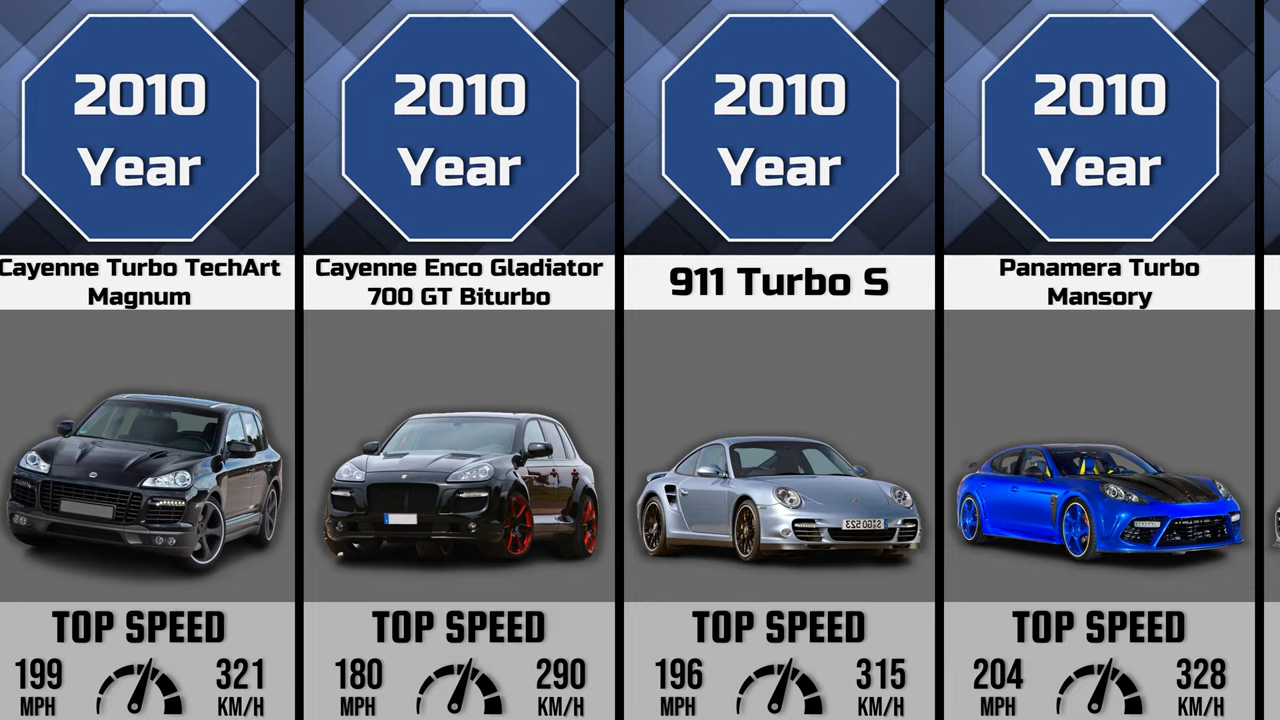 2010
Year
Cayenne Turbo TechArt
Magnum
TOP SPEED
199
MPH
321
KM/H
2010
Year
Cayenne Enco Gladiator
700 GT Biturbo
TOP SPEED
180
MPH
290
KM/H
2010
Year
911 Turbo S
TOP SPEED
196
MPH
315
KM/H
2010
Year
Panamera Turbo
Mansory
TOP SPEED
204
MPH
328
KM/H